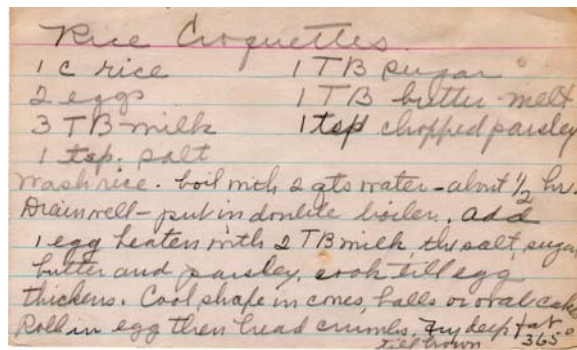 Rice Croquettes
1 c rice 1 TB sugar
2 eggs 1 TB butter-melt
3 TB milk 1 tsp chopped parsley
1 tsp. salt
Wash rice. boil with 2 qts water-about 1/2 hr.
Drain well-put in double boiler. add
1 egg beaten with 2 TB milk, the salt, sugar,
butter and parsley. cook till egg
thickens. Cool, shape in cones, balls or oval cakes
Roll in egg then bread crumbs. Fry deep fat
till brown 365°